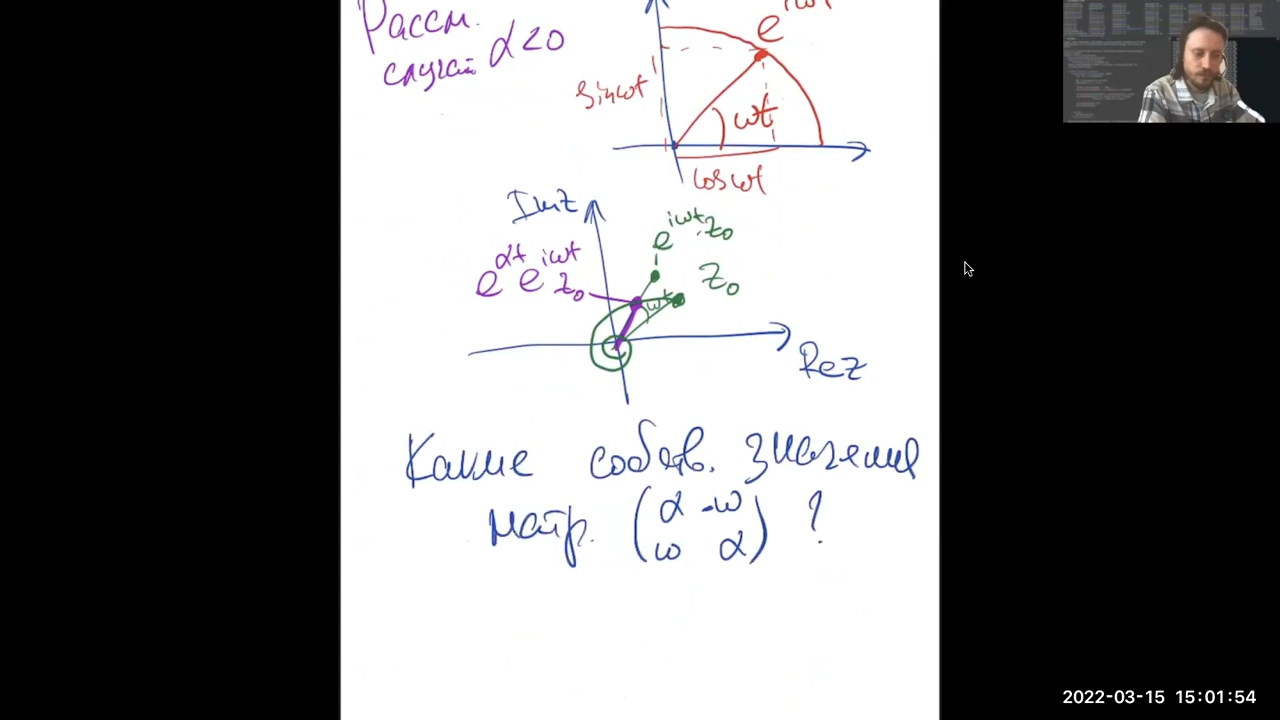 Рассм.
случай α<0
e^{iωt}
sinωt
ωt
cosωt
Imz
e^{iωt}·z₀
e^{αt} e^{iωt} z₀
z₀
ωt
Rez
Какие собств. значения
матр. (α -ω
ω α) ?
2022-03-15 15:01:54